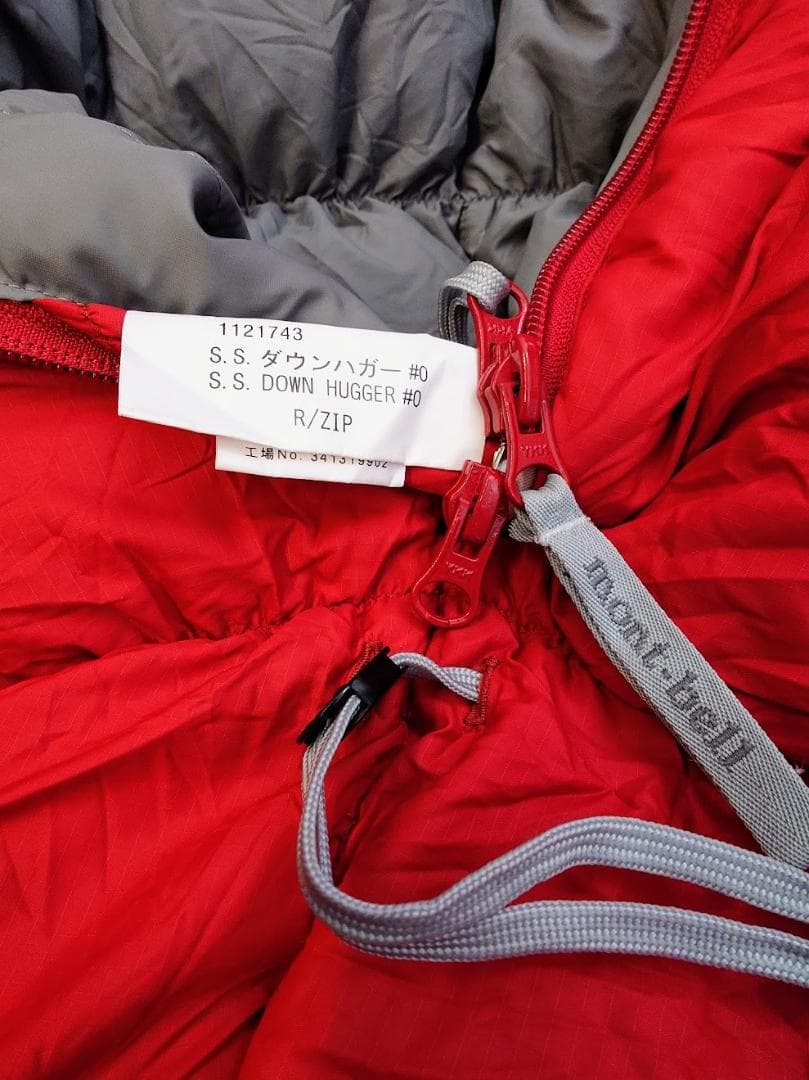 1121743
S.S. ダウンハガー #0
S.S. DOWN HUGGER #0
R/ZIP
工場No. 341319902
mont-bell
YKK